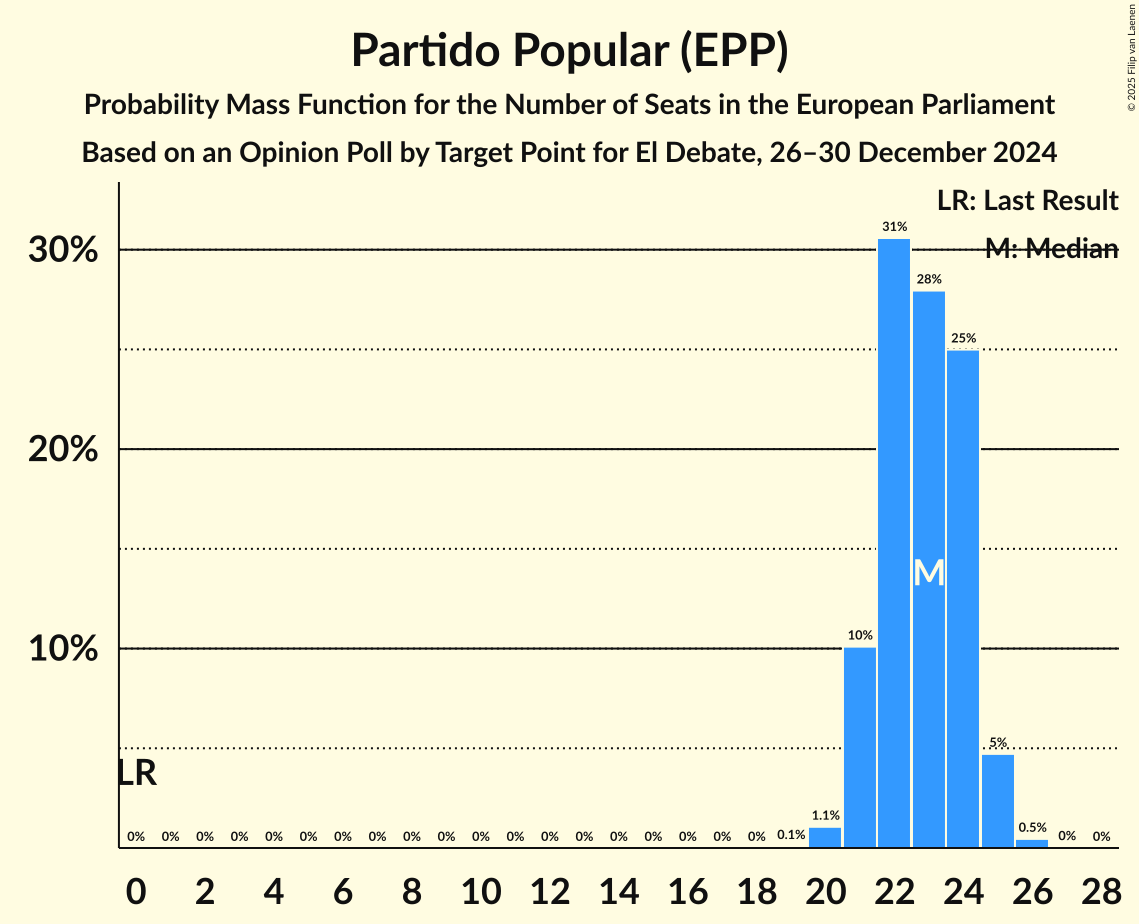 Partido Popular (EPP)
Probability Mass Function for the Number of Seats in the European Parliament
Based on an Opinion Poll by Target Point for El Debate, 26–30 December 2024
© 2025 Filip van Laenen
LR: Last Result
M: Median
30%
20%
10%
31%
28%
25%
M
10%
LR
5%
0% 0% 0% 0% 0% 0% 0% 0% 0% 0% 0% 0% 0% 0% 0% 0% 0% 0% 0% 0.1% 1.1% 0.5% 0% 0%
0 2 4 6 8 10 12 14 16 18 20 22 24 26 28